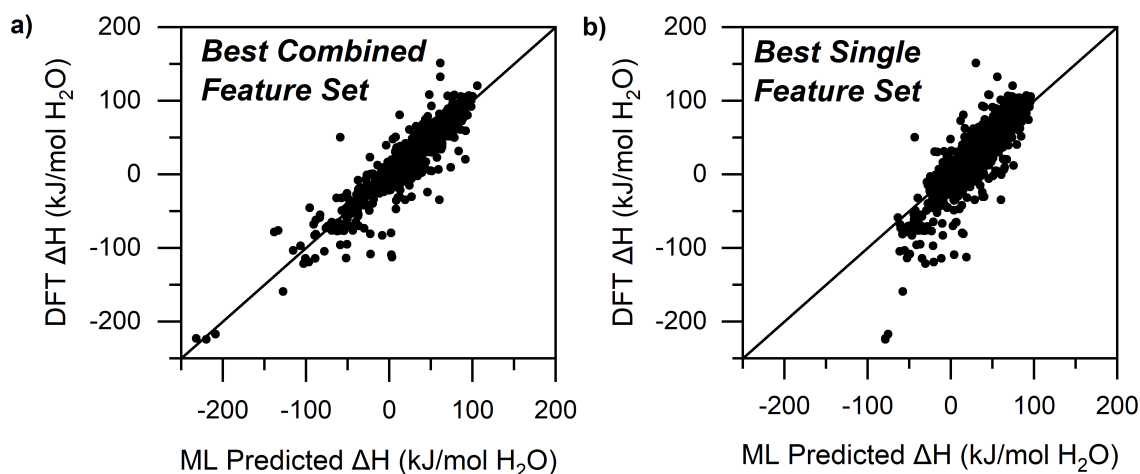 a)
Best Combined
Feature Set
200
100
0
-100
-200
DFT ΔH (kJ/mol H₂O)
-200 -100 0 100 200
ML Predicted ΔH (kJ/mol H₂O)
b)
Best Single
Feature Set
200
100
0
-100
-200
DFT ΔH (kJ/mol H₂O)
-200 -100 0 100 200
ML Predicted ΔH (kJ/mol H₂O)